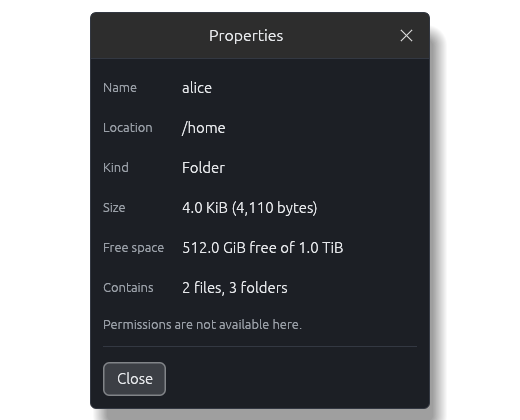 Properties
Name alice
Location /home
Kind Folder
Size 4.0 KiB (4,110 bytes)
Free space 512.0 GiB free of 1.0 TiB
Contains 2 files, 3 folders
Permissions are not available here.
Close